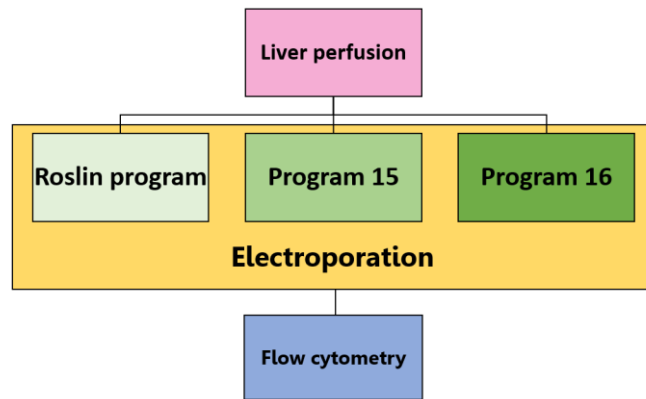 Liver perfusion
Roslin program
Program 15
Program 16
Electroporation
Flow cytometry